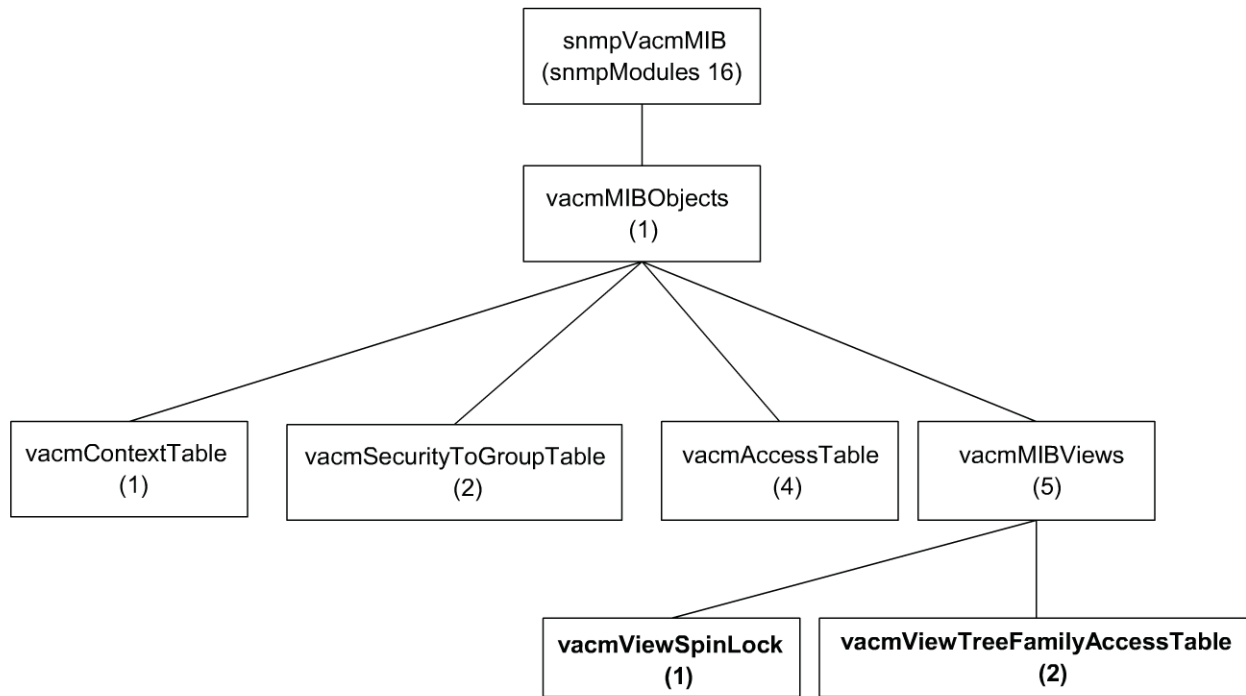 snmpVacmMIB
(snmpModules 16)
vacmMIBObjects
(1)
vacmContextTable
(1)
vacmSecurityToGroupTable
(2)
vacmAccessTable
(4)
vacmMIBViews
(5)
vacmViewSpinLock
(1)
vacmViewTreeFamilyAccessTable
(2)